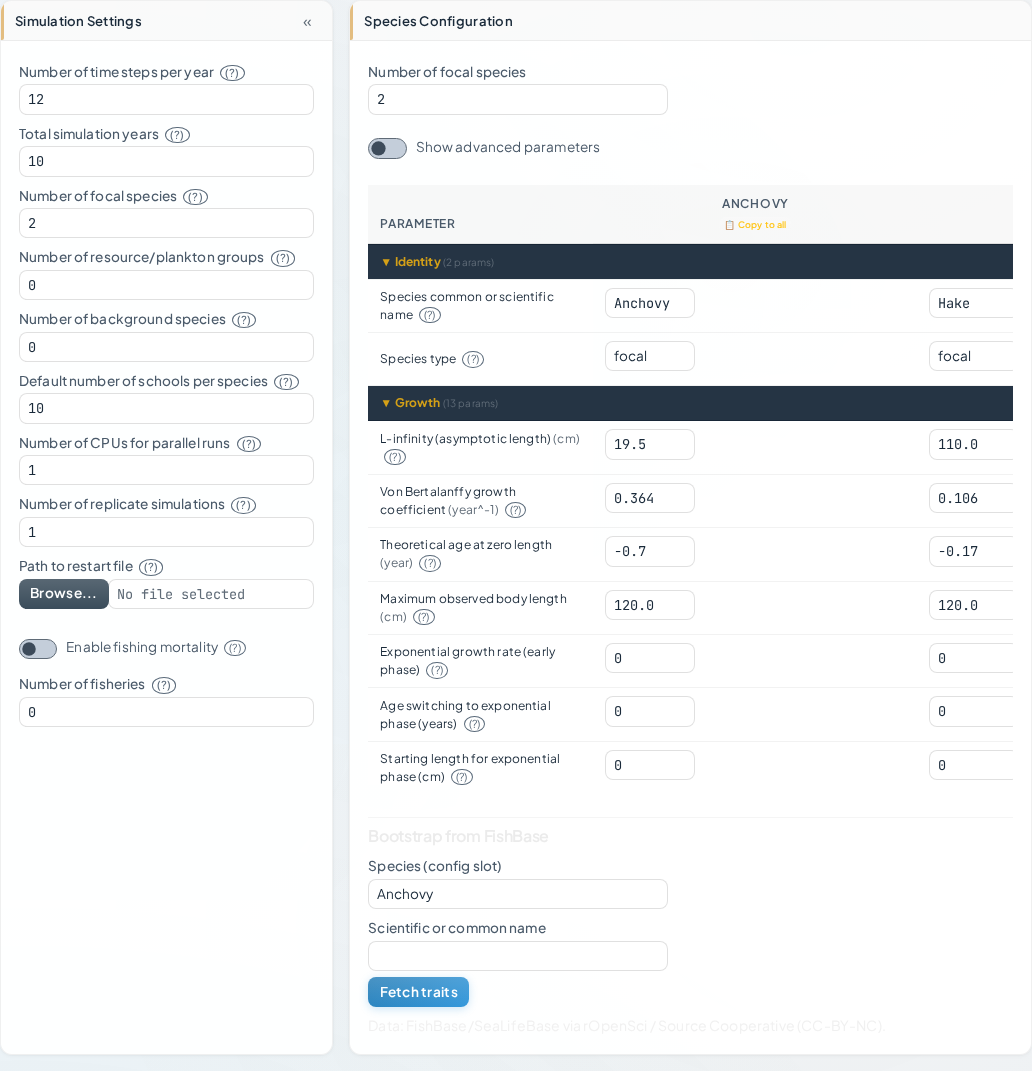 Simulation Settings «
Number of time steps per year (?)
12
Total simulation years (?)
10
Number of focal species (?)
2
Number of resource/plankton groups (?)
0
Number of background species (?)
0
Default number of schools per species (?)
10
Number of CPUs for parallel runs (?)
1
Number of replicate simulations (?)
1
Path to restart file (?)
Browse... No file selected
Enable fishing mortality (?)
Number of fisheries (?)
0
Species Configuration
Number of focal species
2
Show advanced parameters
ANCHOVY
PARAMETER
📋 Copy to all
▼ Identity (2 params)
Species common or scientific
name (?)
Anchovy Hake
Species type (?) focal focal
▼ Growth (13 params)
L-infinity (asymptotic length) (cm)
(?)
19.5 110.0
Von Bertalanffy growth
coefficient (year^-1) (?)
0.364 0.106
Theoretical age at zero length
(year) (?)
-0.7 -0.17
Maximum observed body length
(cm) (?)
120.0 120.0
Exponential growth rate (early
phase) (?)
0 0
Age switching to exponential
phase (years) (?)
0 0
Starting length for exponential
phase (cm) (?)
0 0
Bootstrap from FishBase
Species (config slot)
Anchovy
Scientific or common name
Fetch traits
Data: FishBase/SeaLifeBase via rOpenSci / Source Cooperative (CC-BY-NC).